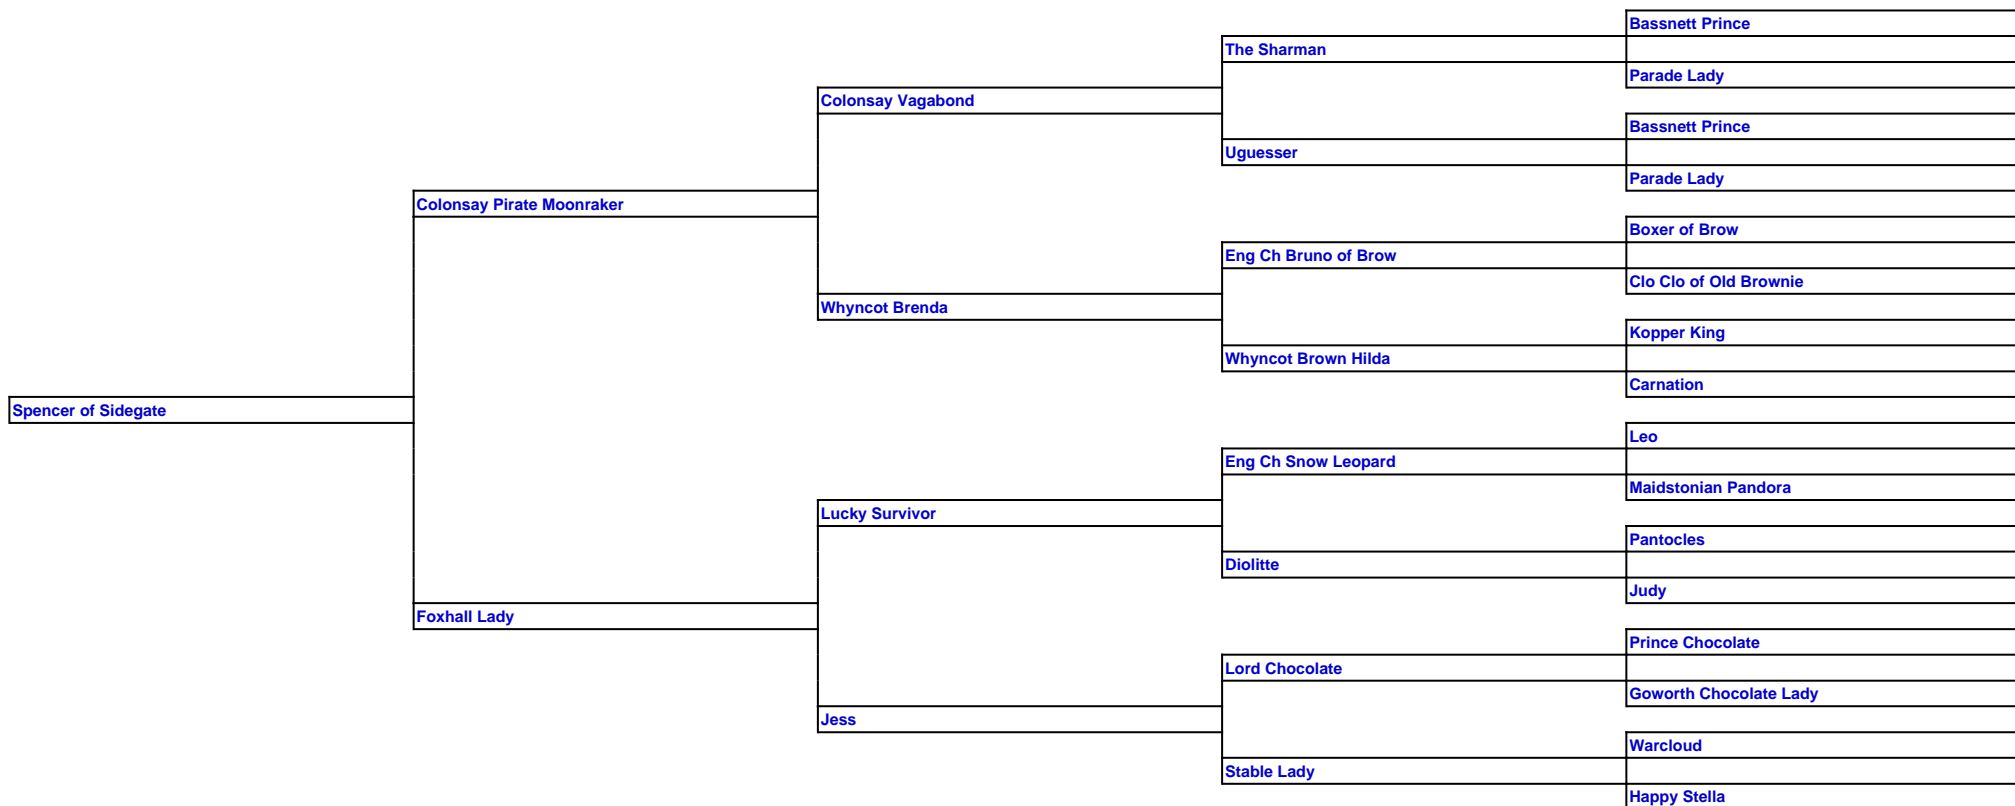 Bassnett Prince
The Sharman
Parade Lady
Colonsay Vagabond
Bassnett Prince
Uguesser
Parade Lady
Colonsay Pirate Moonraker
Boxer of Brow
Eng Ch Bruno of Brow
Clo Clo of Old Brownie
Whyncot Brenda
Kopper King
Whyncot Brown Hilda
Carnation
Spencer of Sidegate
Leo
Eng Ch Snow Leopard
Maidstonian Pandora
Lucky Survivor
Pantocles
Diolitte
Judy
Foxhall Lady
Prince Chocolate
Lord Chocolate
Goworth Chocolate Lady
Jess
Warcloud
Stable Lady
Happy Stella